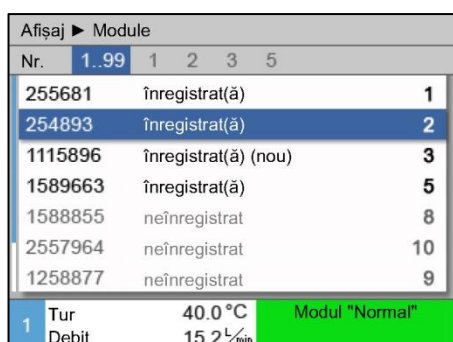 Afișaj ► Module
Nr. 1..99 1 2 3 5
255681 înregistrat(ă) 1
254893 înregistrat(ă) 2
1115896 înregistrat(ă) (nou) 3
1589663 înregistrat(ă) 5
1588855 neînregistrat 8
2557964 neînregistrat 10
1258877 neînregistrat 9
1 Tur 40.0 °C Modul "Normal"
Debit 15.2 L/min